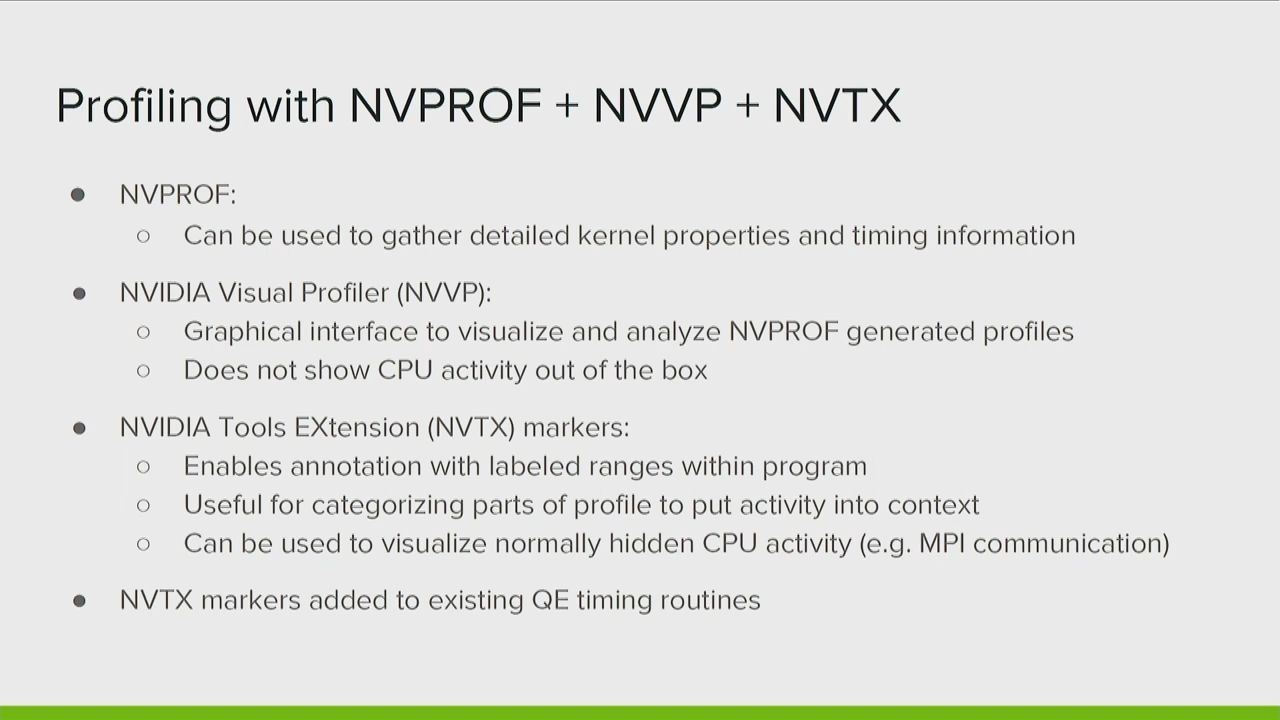 Profiling with NVPROF + NVVP + NVTX
● NVPROF:
○ Can be used to gather detailed kernel properties and timing information
● NVIDIA Visual Profiler (NVVP):
○ Graphical interface to visualize and analyze NVPROF generated profiles
○ Does not show CPU activity out of the box
● NVIDIA Tools EXtension (NVTX) markers:
○ Enables annotation with labeled ranges within program
○ Useful for categorizing parts of profile to put activity into context
○ Can be used to visualize normally hidden CPU activity (e.g. MPI communication)
● NVTX markers added to existing QE timing routines